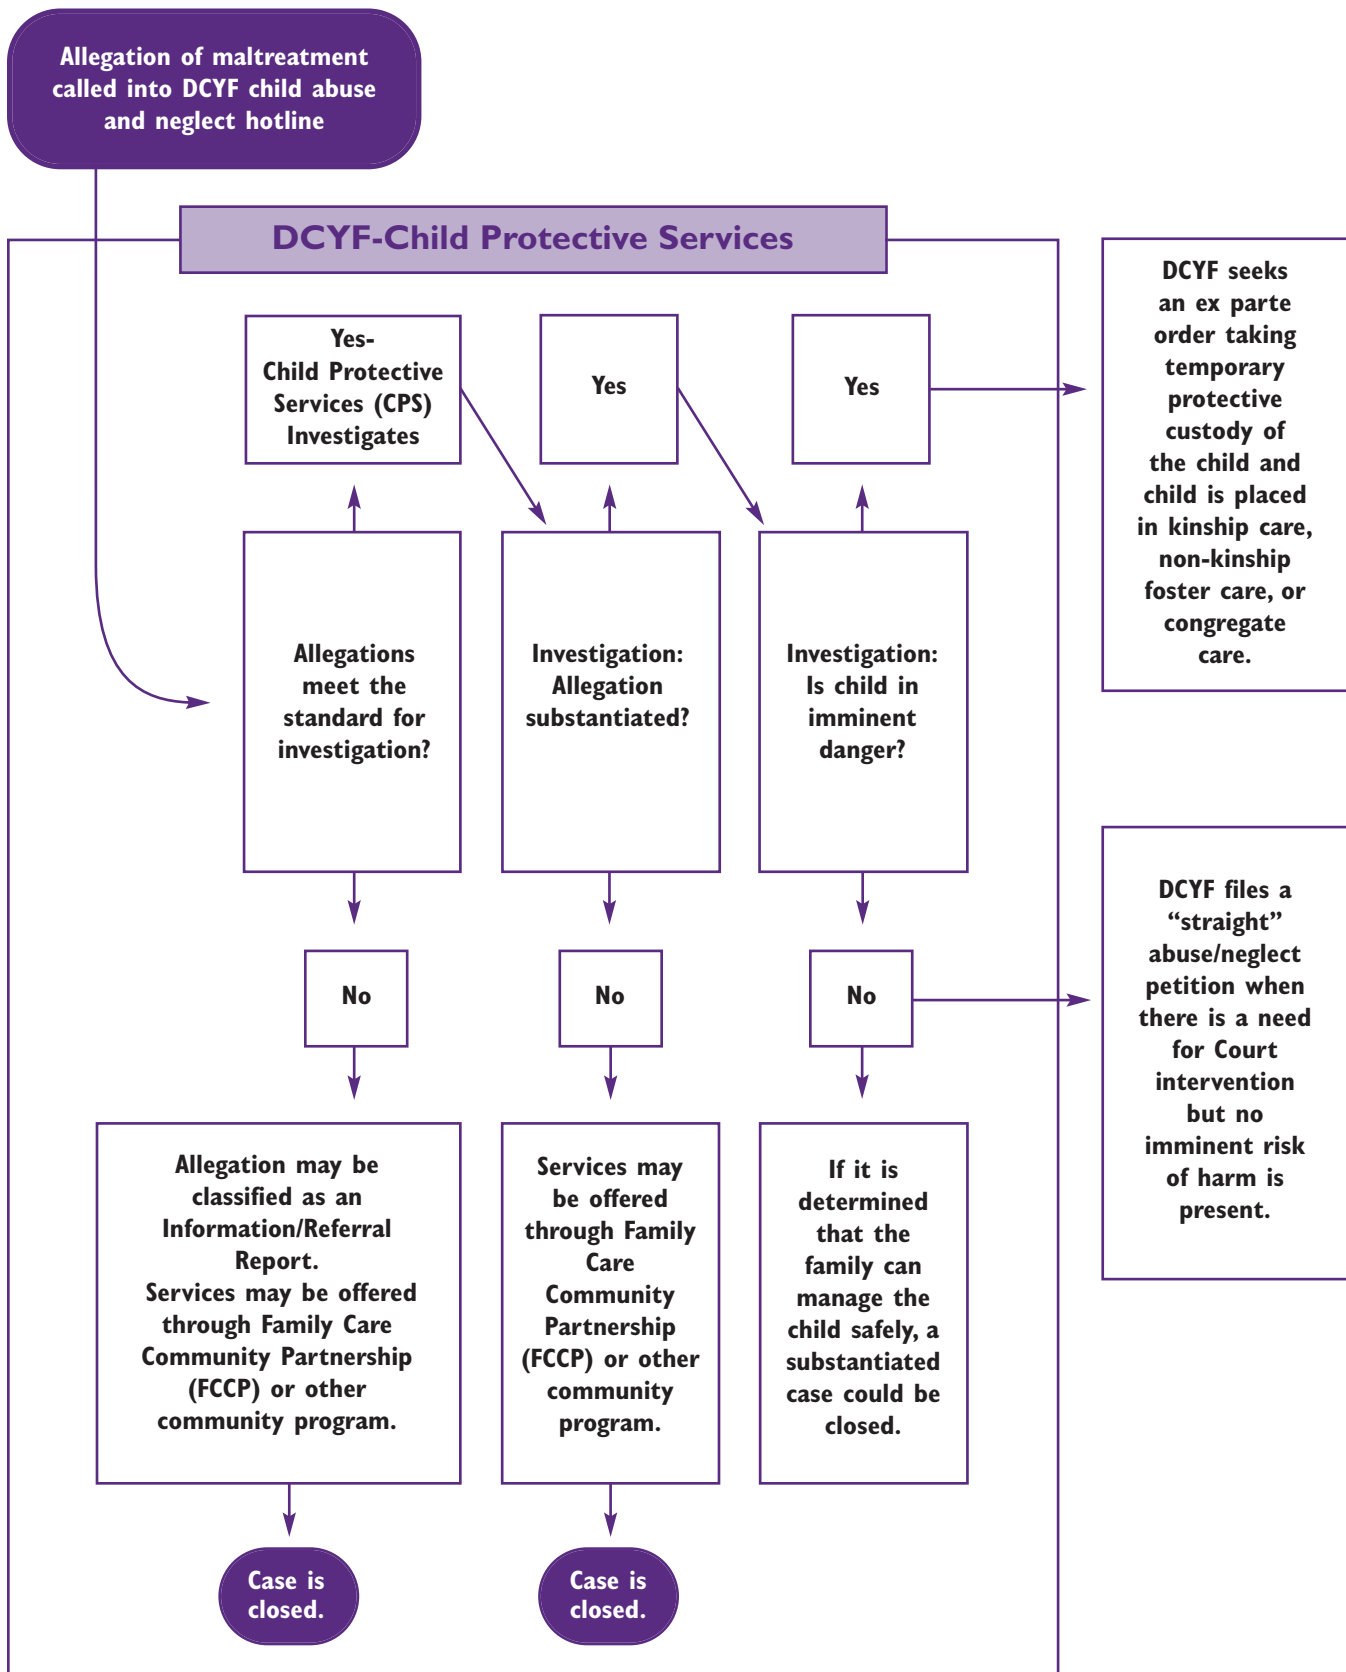 Allegation of maltreatment
called into DCYF child abuse
and neglect hotline
DCYF-Child Protective Services
Yes-
Child Protective
Services (CPS)
Investigates
Yes
Yes
DCYF seeks
an ex parte
order taking
temporary
protective
custody of
the child and
child is placed
in kinship care,
non-kinship
foster care, or
congregate
care.
Allegations
meet the
standard for
investigation?
Investigation:
Allegation
substantiated?
Investigation:
Is child in
imminent
danger?
No
No
No
DCYF files a
“straight”
abuse/neglect
petition when
there is a need
for Court
intervention
but no
imminent risk
of harm is
present.
Allegation may be
classified as an
Information/Referral
Report.
Services may be offered
through Family Care
Community Partnership
(FCCP) or other
community program.
Services may
be offered
through Family
Care
Community
Partnership
(FCCP) or other
community
program.
If it is
determined
that the
family can
manage the
child safely, a
substantiated
case could be
closed.
Case is
closed.
Case is
closed.